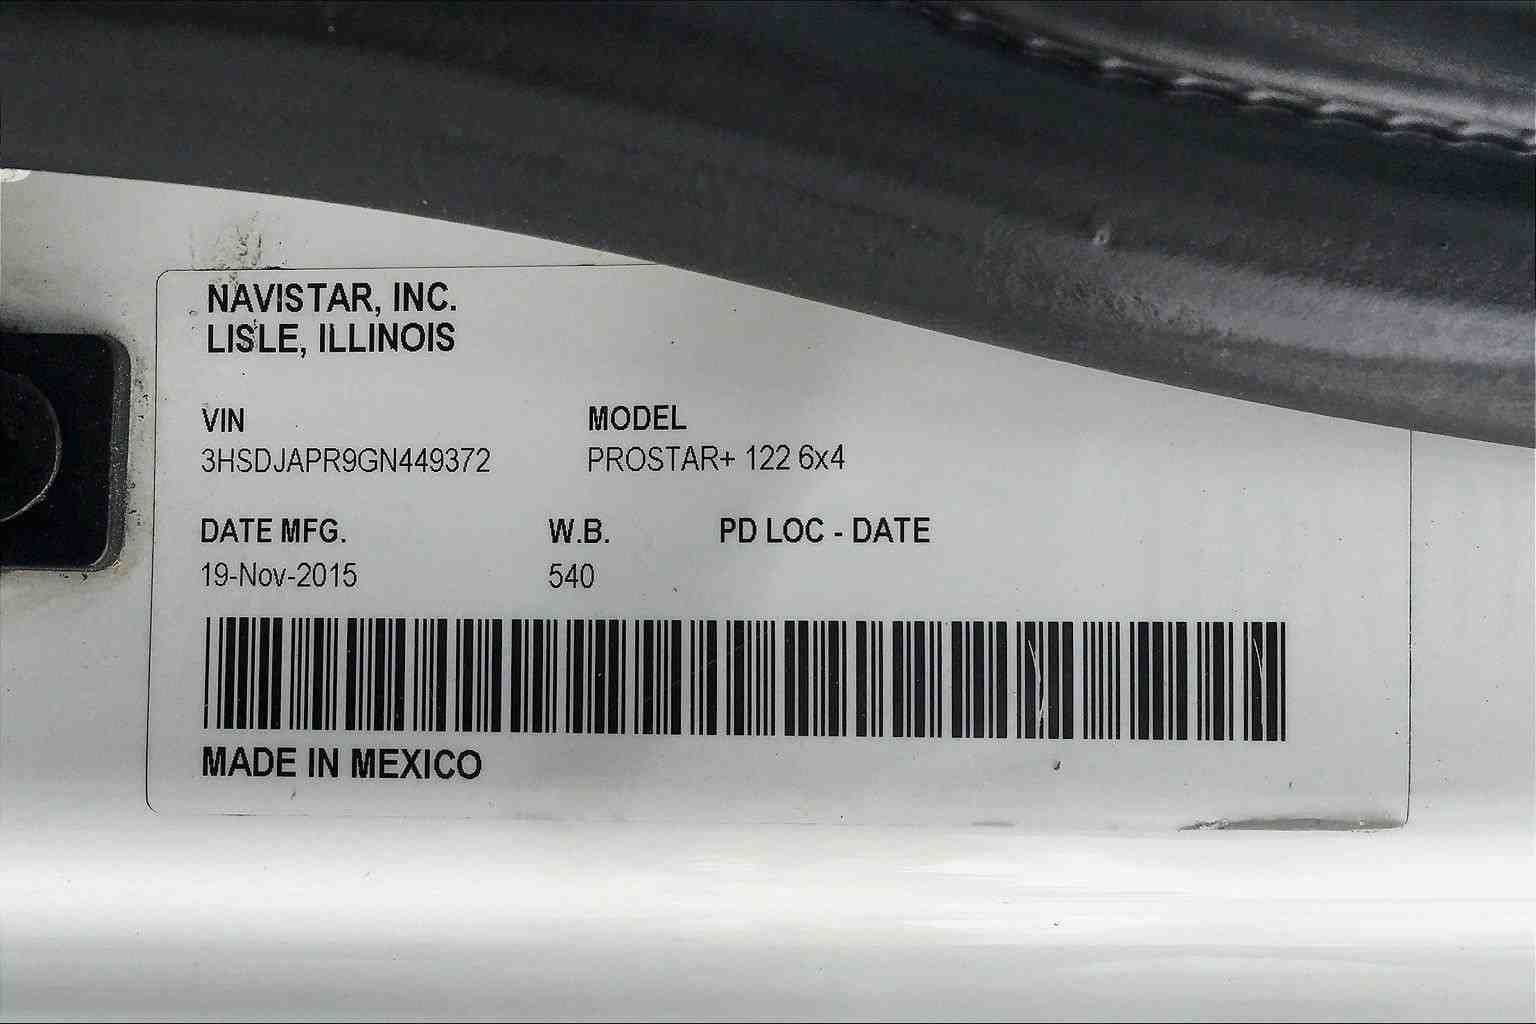 NAVISTAR, INC.
LISLE, ILLINOIS
VIN MODEL
3HSDJAPR9GN449372 PROSTAR+ 122 6x4
DATE MFG. W.B. PD LOC - DATE
19-Nov-2015 540
MADE IN MEXICO